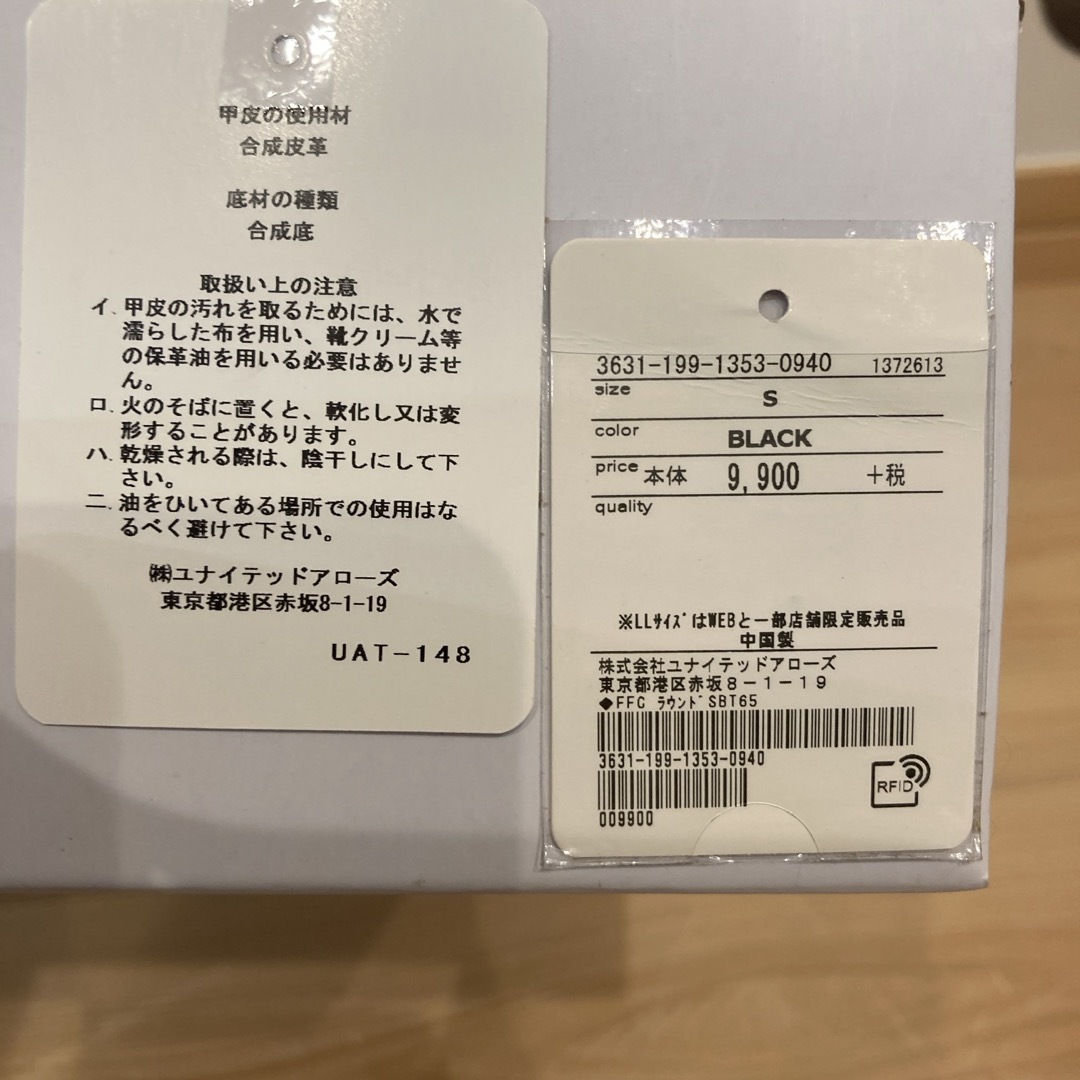 甲皮の使用材
合成皮革
底材の種類
合成底
取扱い上の注意
イ.甲皮の汚れを取るためには、水で
濡らした布を用い、靴クリーム等
の保革油を用いる必要はありませ
ん。
ロ.火のそばに置くと、軟化し又は変
形することがあります。
ハ.乾燥される際は、陰干しにして下
さい。
ニ.油をひいてある場所での使用はな
るべく避けて下さい。
㈱ユナイテッドアローズ
東京都港区赤坂8-1-19
UAT-148
3631-199-1353-0940 1372613
size S
color BLACK
price 本体 9,900 +税
quality
※LLｻｲｽﾞはWEBと一部店舗限定販売品
中国製
株式会社ユナイテッドアローズ
東京都港区赤坂８－１－１９
◆FFC ﾗｳﾝﾄﾞSBT65
3631-199-1353-0940
009900
RFID